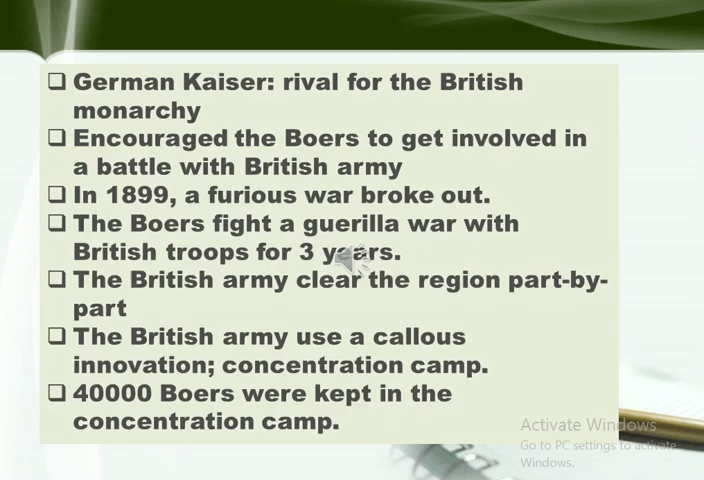 German Kaiser: rival for the British
monarchy
Encouraged the Boers to get involved in
a battle with British army
In 1899, a furious war broke out.
The Boers fight a guerilla war with
British troops for 3 years.
The British army clear the region part-by-
part
The British army use a callous
innovation; concentration camp.
40000 Boers were kept in the
concentration camp.
Activate Windows
Go to PC settings to activate
Windows.